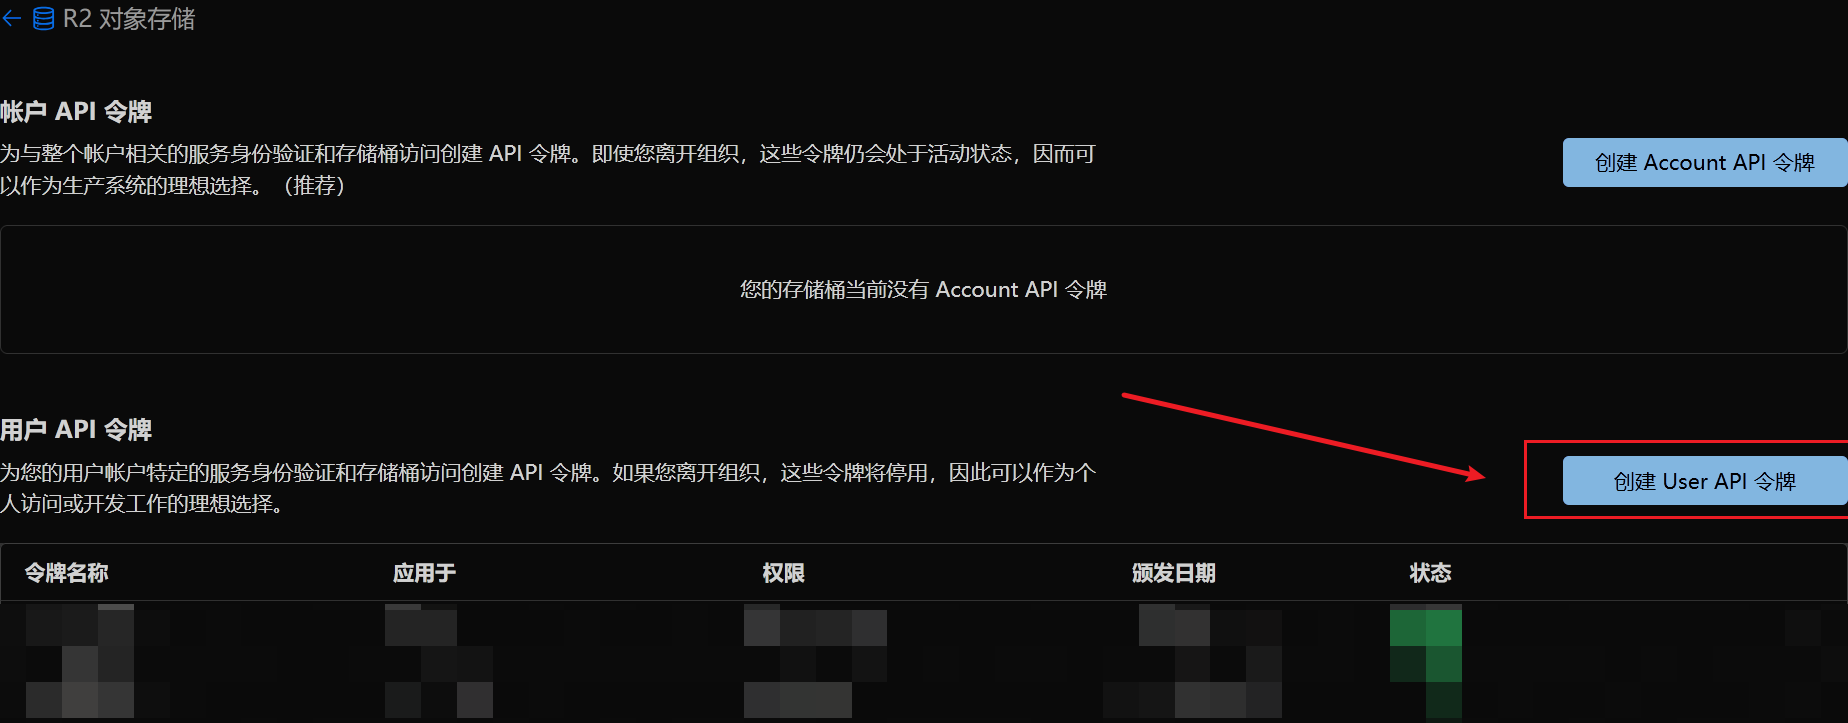 R2 对象存储
帐户 API 令牌
为与整个帐户相关的服务身份验证和存储桶访问创建 API 令牌。即使您离开组织，这些令牌仍会处于活动状态，因而可
以作为生产系统的理想选择。（推荐）
创建 Account API 令牌
您的存储桶当前没有 Account API 令牌
用户 API 令牌
为您的用户帐户特定的服务身份验证和存储桶访问创建 API 令牌。如果您离开组织，这些令牌将停用，因此可以作为个
人访问或开发工作的理想选择。
创建 User API 令牌
令牌名称 应用于 权限 颁发日期 状态